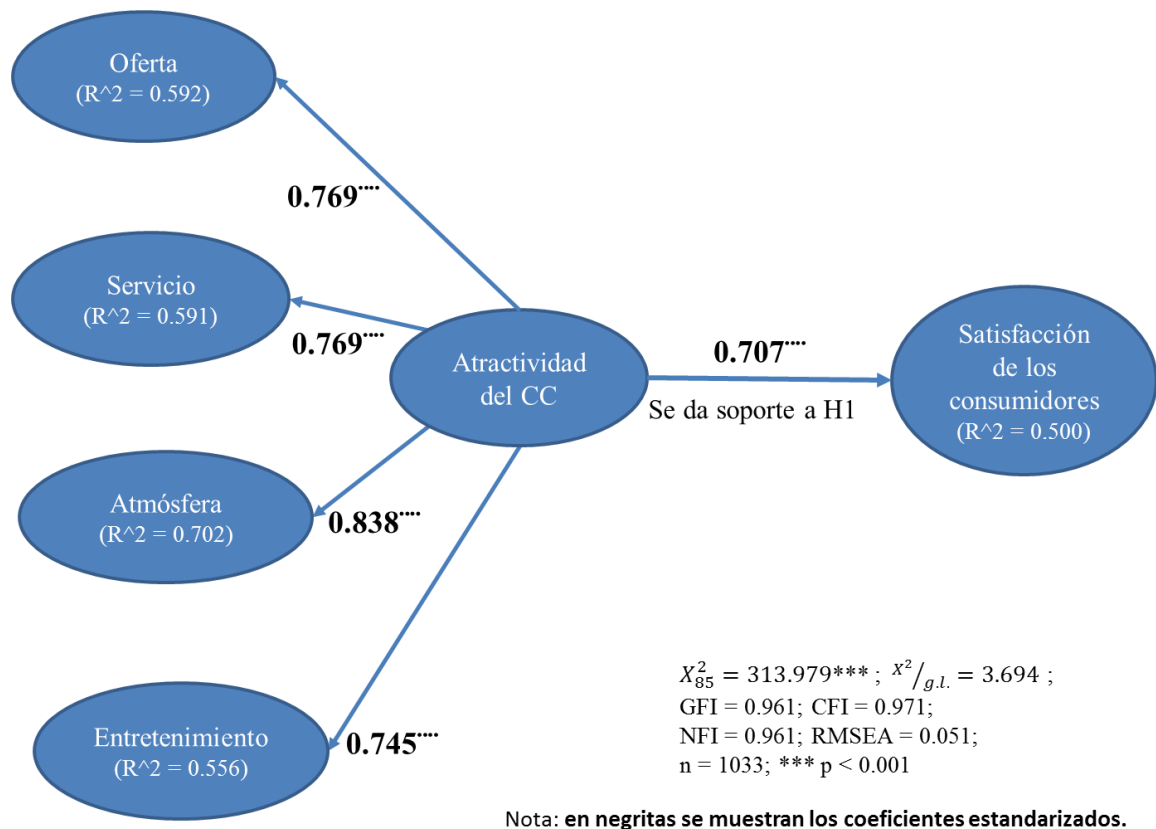 Oferta
(R^2 = 0.592)
0.769****
Servicio
(R^2 = 0.591)
0.769****
Atractividad
del CC
0.707****
Se da soporte a H1
Satisfacción
de los
consumidores
(R^2 = 0.500)
Atmósfera
(R^2 = 0.702)
0.838****
Entretenimiento
(R^2 = 0.556)
0.745****
X²₈₅ = 313.979*** ; X²/g.l. = 3.694 ;
GFI = 0.961; CFI = 0.971;
NFI = 0.961; RMSEA = 0.051;
n = 1033; *** p < 0.001
Nota: en negritas se muestran los coeficientes estandarizados.